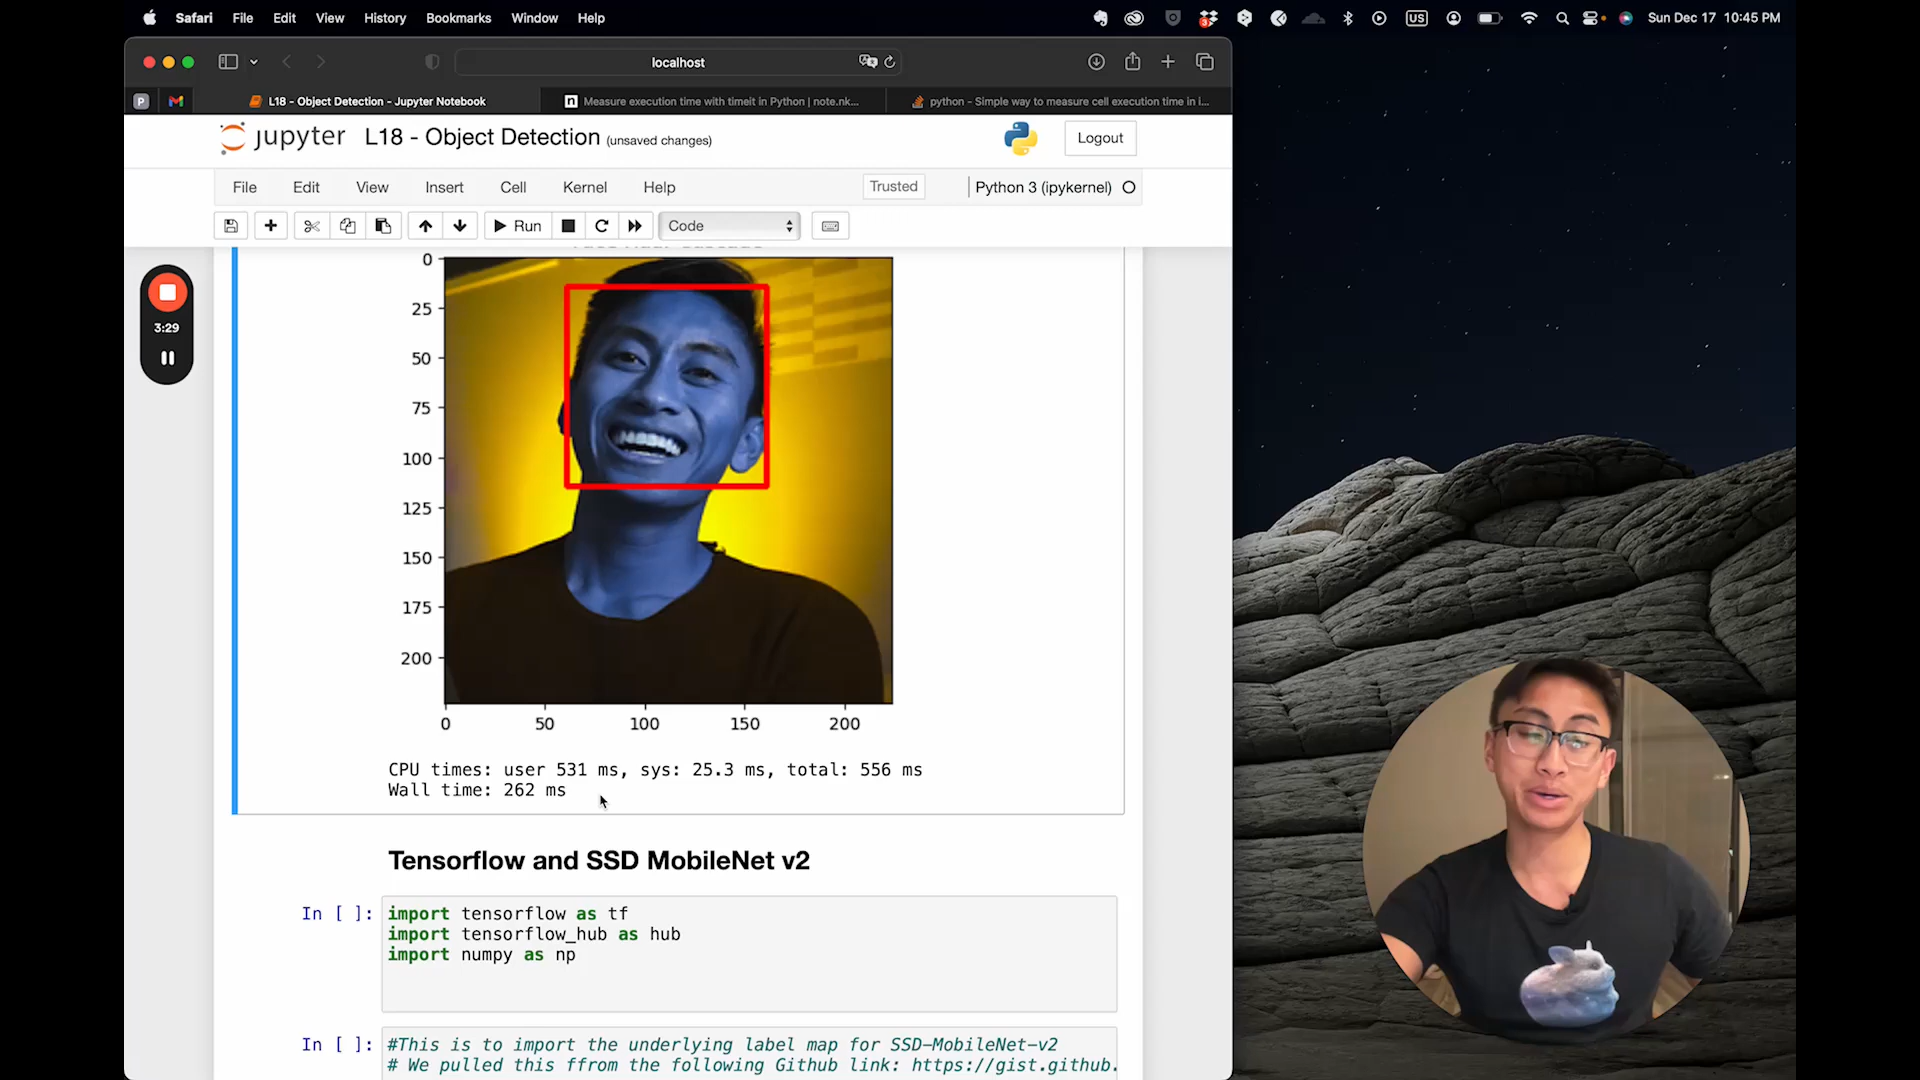 Safari File Edit View History Bookmarks Window Help
3
US
Sun Dec 17 10:45 PM
localhost
P
L18 - Object Detection - Jupyter Notebook
Measure execution time with timeit in Python | note.nk...
python - Simple way to measure cell execution time in i...
jupyter L18 - Object Detection (unsaved changes)
Logout
File Edit View Insert Cell Kernel Help
Trusted
Python 3 (ipykernel)
Run
Code
3:29
0
25
50
75
100
125
150
175
200
0 50 100 150 200
CPU times: user 531 ms, sys: 25.3 ms, total: 556 ms
Wall time: 262 ms
Tensorflow and SSD MobileNet v2
In [ ]: import tensorflow as tf
import tensorflow_hub as hub
import numpy as np
In [ ]: #This is to import the underlying label map for SSD-MobileNet-v2
# We pulled this ffrom the following Github link: https://gist.github.